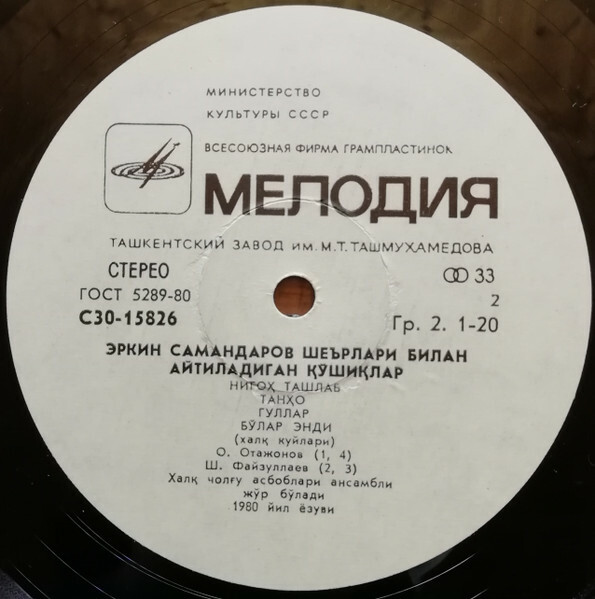 МИНИСТЕРСТВО
КУЛЬТУРЫ СССР
ВСЕСОЮЗНАЯ ФИРМА ГРАМПЛАСТИНОК
МЕЛОДИЯ
ТАШКЕНТСКИЙ ЗАВОД ИМ. М.Т. ТАШМУХАМЕДОВА
СТЕРЕО
33
ГОСТ 5289-80
2
С30-15826
Гр. 2. 1-20
ЭРКИН САМАНДАРОВ ШЕЪРЛАРИ БИЛАН
АЙТИЛАДИГАН ҚЎШИҚЛАР
НИГОҲ ТАШЛАБ
ТАНҲО
ГУЛЛАР
БЎЛАР ЭНДИ
(халқ куйлари)
О. Отажонов (1, 4)
Ш. Файзуллаев (2, 3)
Халқ чолғу асбоблари ансамбли
жўр бўлади
1980 йил ёзуви